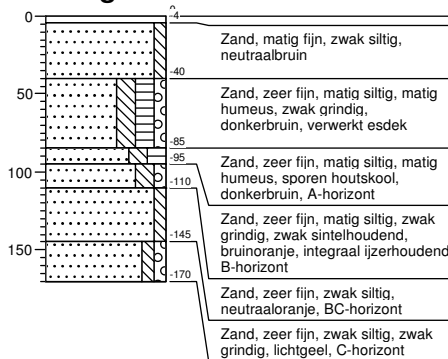 0
-4
0
Zand, matig fijn, zwak siltig,
neutraalbruin
-40
50
Zand, zeer fijn, matig siltig, matig
humeus, zwak grindig,
donkerbruin, verwerkt esdek
-85
-95
Zand, zeer fijn, matig siltig, matig
humeus, sporen houtskool,
donkerbruin, A-horizont
100
-110
Zand, zeer fijn, matig siltig, zwak
grindig, zwak sintelhoudend,
bruinoranje, integraal ijzerhoudend
B-horizont
-145
150
-170
Zand, zeer fijn, zwak siltig,
neutraaloranje, BC-horizont
Zand, zeer fijn, zwak siltig, zwak
grindig, lichtgeel, C-horizont